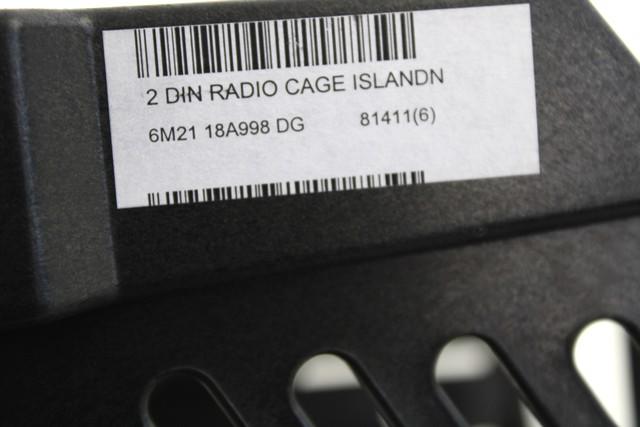 2 DIN RADIO CAGE ISLANDN
6M21 18A998 DG 81411(6)